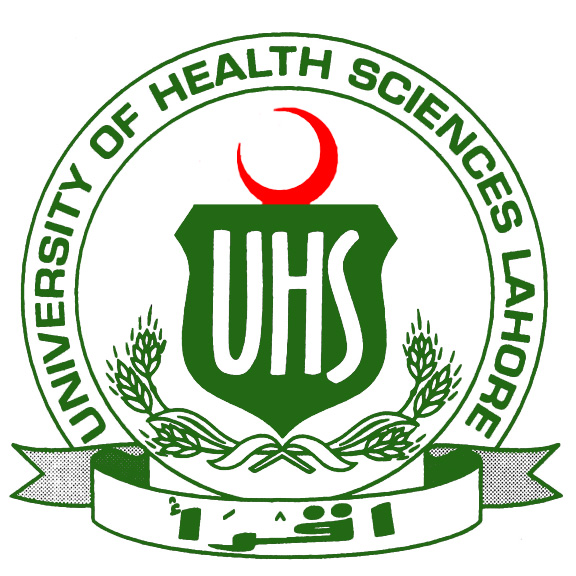 UNIVERSITY OF HEALTH SCIENCES LAHORE
UHS
اقرأ